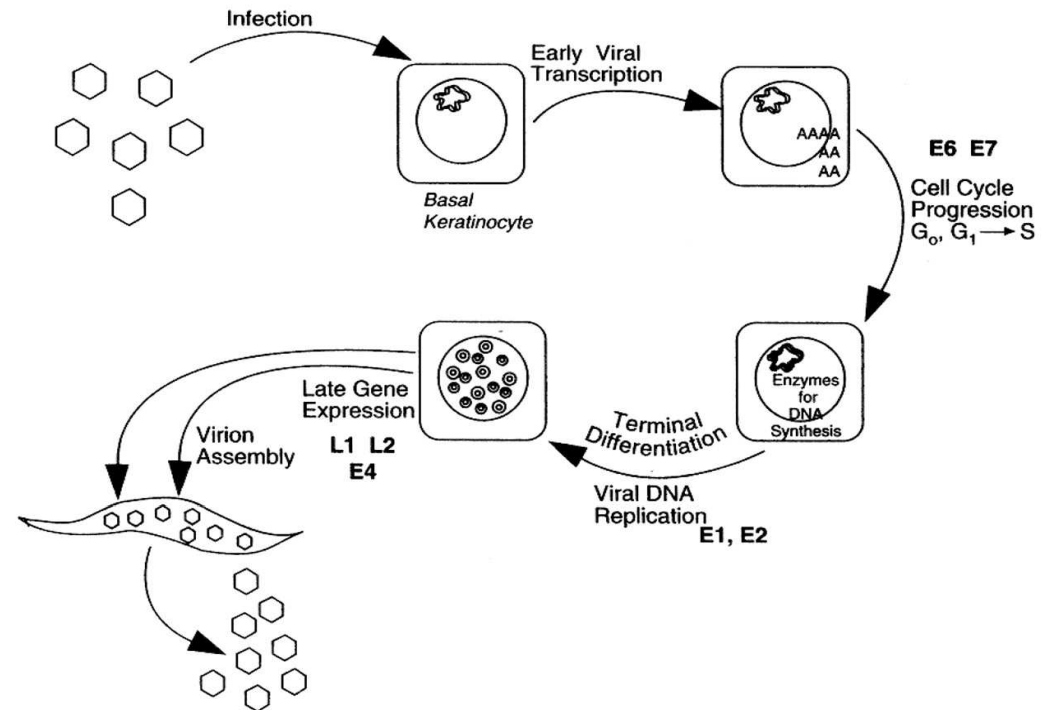 Infection
Basal
Keratinocyte
Early Viral
Transcription
AAAA
AA
AA
E6 E7
Cell Cycle
Progression
G₀, G₁ → S
Enzymes
for
DNA
Synthesis
Terminal
Differentiation
Viral DNA
Replication
E1, E2
Late Gene
Expression
L1 L2
E4
Virion
Assembly